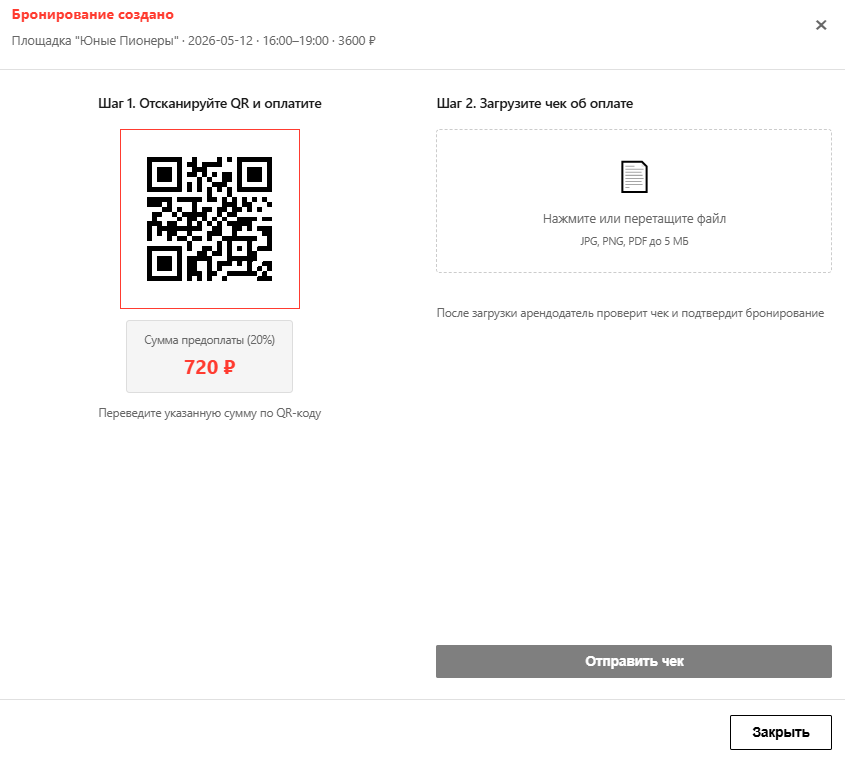 Бронирование создано
Площадка "Юные Пионеры" · 2026-05-12 · 16:00–19:00 · 3600 ₽
Шаг 1. Отсканируйте QR и оплатите
Сумма предоплаты (20%)
720 ₽
Переведите указанную сумму по QR-коду
Шаг 2. Загрузите чек об оплате
Нажмите или перетащите файл
JPG, PNG, PDF до 5 МБ
После загрузки арендодатель проверит чек и подтвердит бронирование
Отправить чек
Закрыть